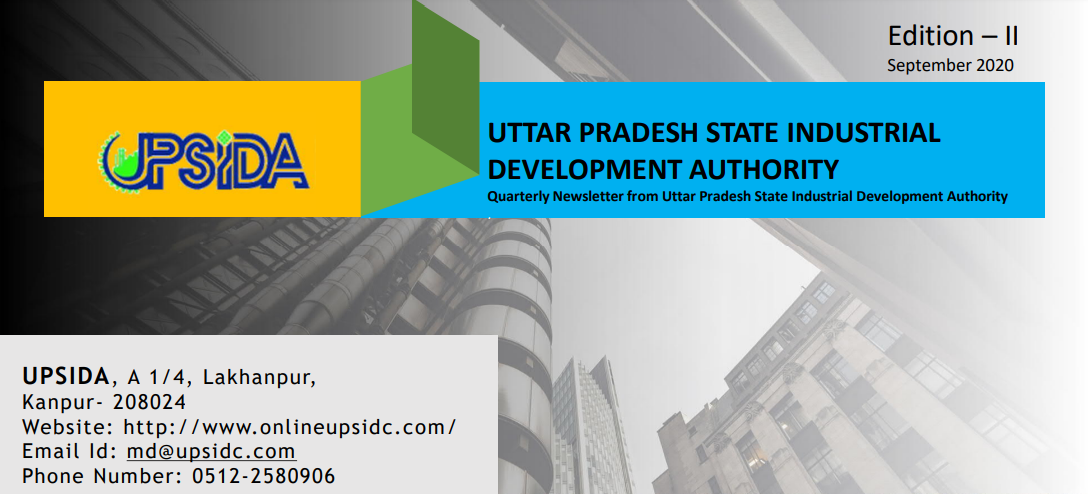 Edition – II
September 2020
UPSIDA
UTTAR PRADESH STATE INDUSTRIAL
DEVELOPMENT AUTHORITY
Quarterly Newsletter from Uttar Pradesh State Industrial Development Authority
UPSIDA, A 1/4, Lakhanpur,
Kanpur- 208024
Website: http://www.onlineupsidc.com/
Email Id: md@upsidc.com
Phone Number: 0512-2580906